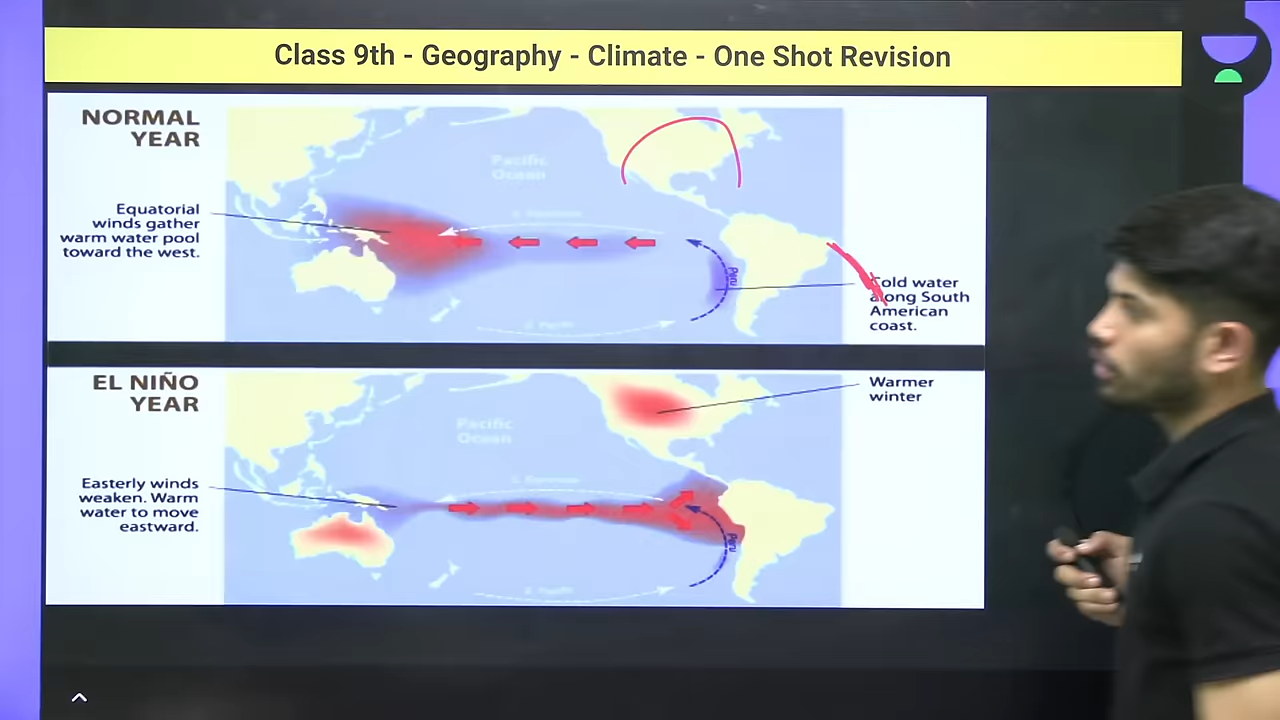 Class 9th - Geography - Climate - One Shot Revision
NORMAL
YEAR
Pacific
Ocean
Equatorial
winds gather
warm water pool
toward the west.
Peru
Cold water
along South
American
coast.
EL NIÑO
YEAR
Warmer
winter
Pacific
Ocean
Easterly winds
weaken. Warm
water to move
eastward.
Peru